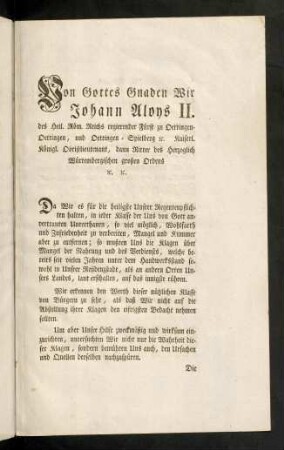 Von Gottes Gnaden Wir
Johann Aloys II.
des Heil. Röm. Reichs regierender Fürst zu Oettingen-
Oettingen, und Oettingen-Spielberg ꝛc. Kaiserl.
Königl. Obristlieutenant, dann Ritter des Herzoglich
Würtembergischen großen Ordens
ꝛc. ꝛc.
Da Wir es für die heiligste Unsrer Regentenpflich-
ten halten, in jeder Klasse der Uns von Gott an-
vertrauten Unterthanen, so viel möglich, Wohlfarth
und Zufriedenheit zu verbreiten, Mangel und Kummer
aber zu entfernen; so mussten Uns die Klagen über
Mangel der Nahrung und des Verdiensts, welche be-
reits seit vielen Jahren unter dem Handwerksstand so-
wohl in Unsrer Residenzstadt, als an andern Orten Un-
sers Lands, laut erschallen, auf das innigste rühren.
Wir erkennen den Werth dieser nützlichen Klasse
von Bürgern zu sehr, als daß Wir nicht auf die
Abstellung ihrer Klagen den eifrigsten Bedacht nehmen
sollten.
Um aber Unsre Hilfe zweckmäßig und wirksam ein-
zurichten, untersuchten Wir nicht nur die Wahrheit die-
ser Klagen, sondern bemühten Uns auch, den Ursachen
und Quellen derselben nachzuspüren.
Die